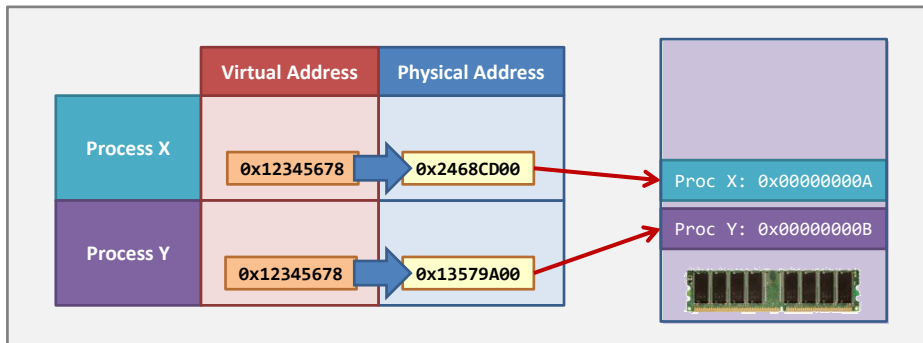 Virtual Address
Physical Address
Process X
0x12345678
0x2468CD00
Proc X: 0x00000000A
Process Y
0x12345678
0x13579A00
Proc Y: 0x00000000B